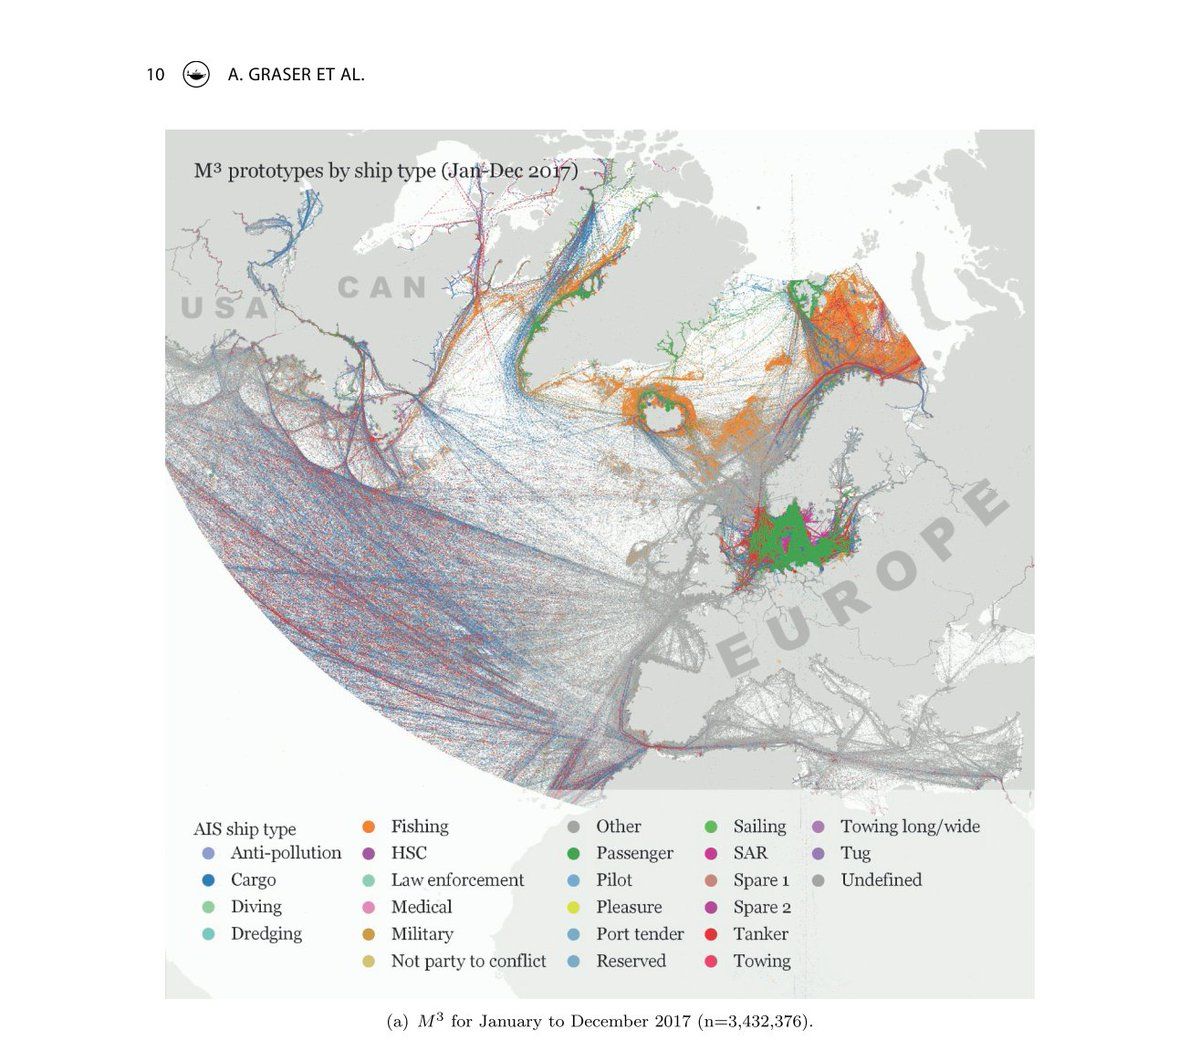 10 A. GRASER ET AL.
M³ prototypes by ship type (Jan-Dec 2017)
USA
CAN
EUROPE
AIS ship type
Anti-pollution
Cargo
Diving
Dredging
Fishing
HSC
Law enforcement
Medical
Military
Not party to conflict
Other
Passenger
Pilot
Pleasure
Port tender
Reserved
Sailing
SAR
Spare 1
Spare 2
Tanker
Towing
Towing long/wide
Tug
Undefined
(a) M³ for January to December 2017 (n=3,432,376).